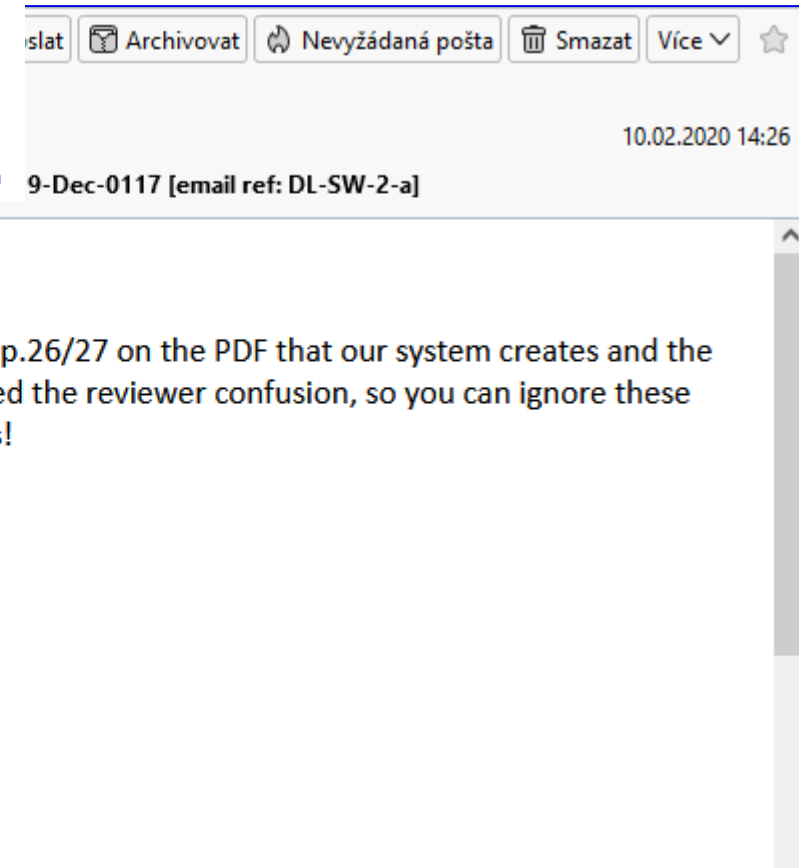 slat Archivovat Nevyžádaná pošta Smazat Více
10.02.2020 14:26
9-Dec-0117 [email ref: DL-SW-2-a]
p.26/27 on the PDF that our system creates and the
ed the reviewer confusion, so you can ignore these
s!